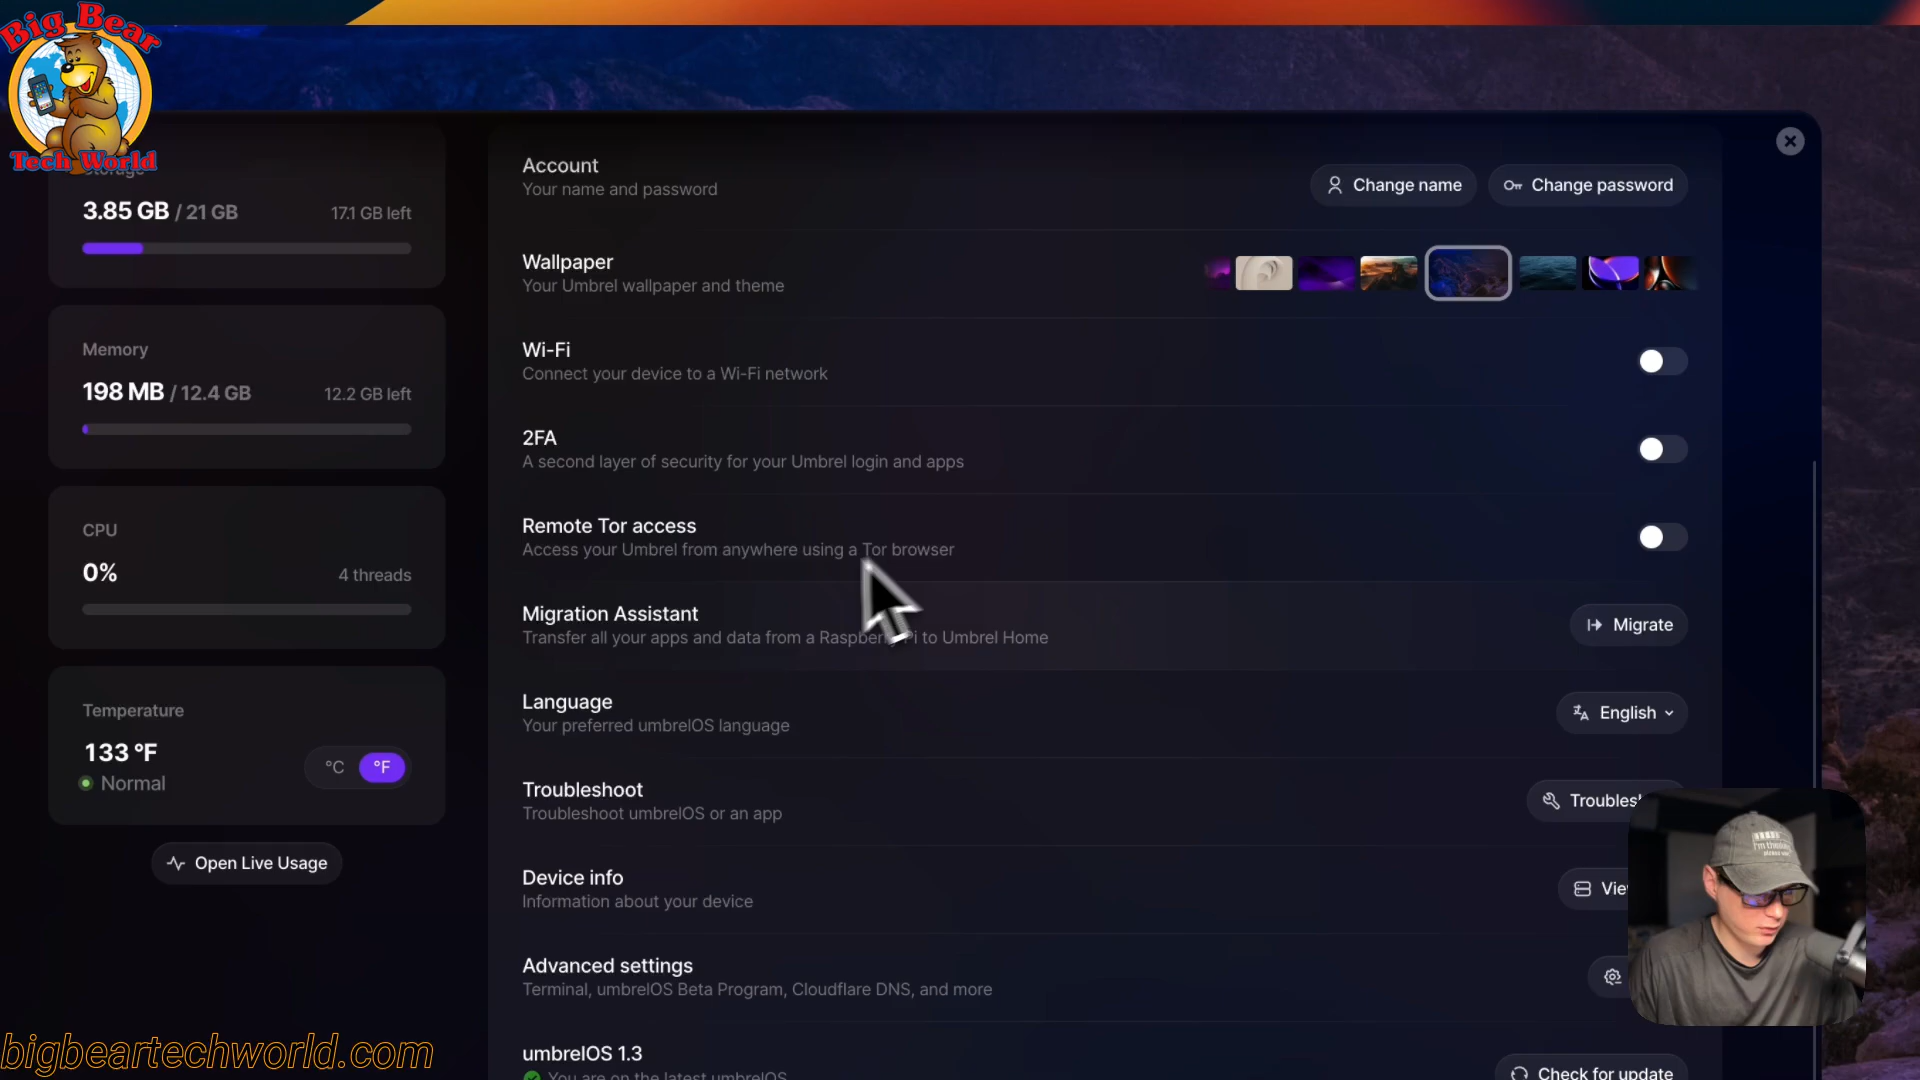 Big Bear
Tech World
Storage
3.85 GB / 21 GB
17.1 GB left
Memory
198 MB / 12.4 GB
12.2 GB left
CPU
0%
4 threads
Temperature
133 °F
Normal
°C
°F
Open Live Usage
Account
Your name and password
Change name
Change password
Wallpaper
Your Umbrel wallpaper and theme
Wi-Fi
Connect your device to a Wi-Fi network
2FA
A second layer of security for your Umbrel login and apps
Remote Tor access
Access your Umbrel from anywhere using a Tor browser
Migration Assistant
Transfer all your apps and data from a Raspberry Pi to Umbrel Home
Migrate
Language
Your preferred umbrelOS language
English
Troubleshoot
Troubleshoot umbrelOS or an app
Troubles
Device info
Information about your device
Vie
Advanced settings
Terminal, umbrelOS Beta Program, Cloudflare DNS, and more
umbrelOS 1.3
You are on the latest umbrelOS
Check for update
bigbeartechworld.com